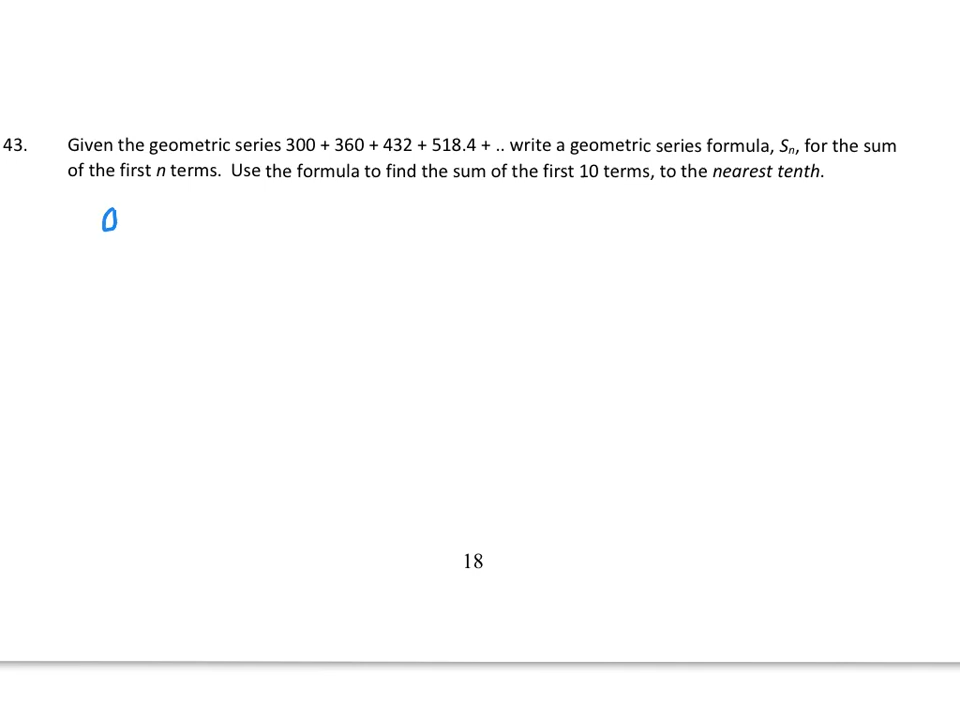 43. Given the geometric series 300 + 360 + 432 + 518.4 + .. write a geometric series formula, Sₙ, for the sum
of the first n terms. Use the formula to find the sum of the first 10 terms, to the nearest tenth.
0
18